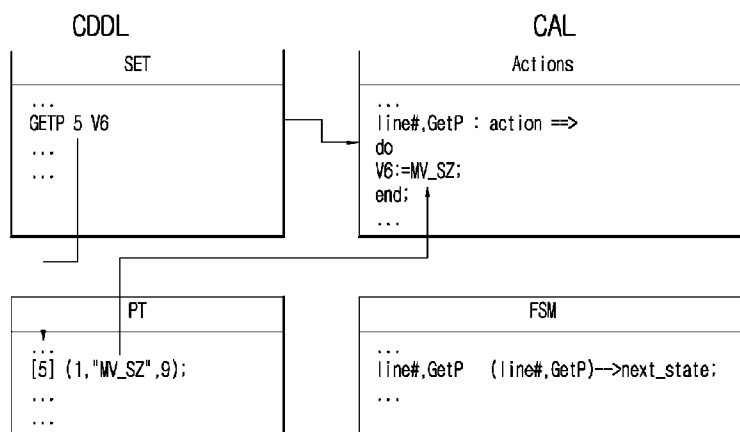 CDDL
SET
...
GETP 5 V6
...
...
CAL
Actions
...
line#,GetP : action ==>
do
V6:=MV_SZ;
end;
...
PT
...
[5] (1,"MV_SZ",9);
...
...
FSM
...
line#,GetP (line#,GetP)-->next_state;
...